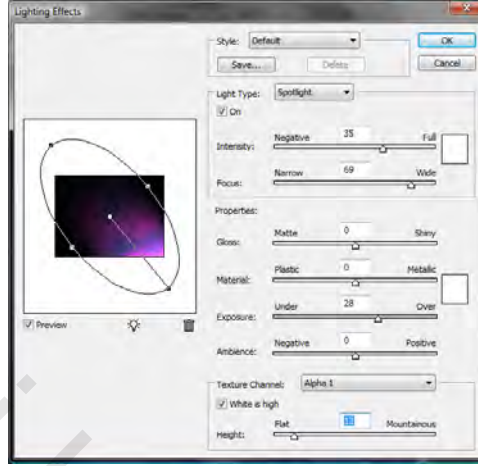 Lighting Effects
Style: Default
OK
Save...
Delete
Cancel
Light Type: Spotlight
On
Intensity: Negative 35 Full
Focus: Narrow 69 Wide
Properties:
Gloss: Matte 0 Shiny
Material: Plastic 0 Metallic
Exposure: Under 28 Over
Ambience: Negative 0 Positive
Preview
Texture Channel: Alpha 1
White is high
Height: Flat 13 Mountainous